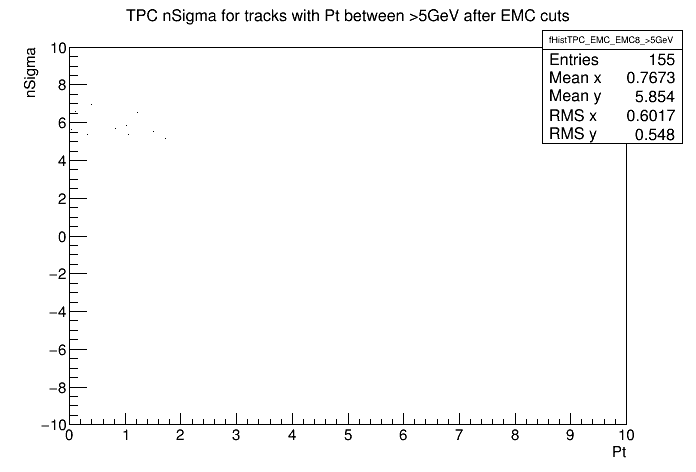 TPC nSigma for tracks with Pt between >5GeV after EMC cuts
fHistTPC_EMC_EMC8_>5GeV
Entries 155
Mean x 0.7673
Mean y 5.854
RMS x 0.6017
RMS y 0.548
nSigma
10
8
6
4
2
0
−2
−4
−6
−8
−10
0 1 2 3 4 5 6 7 8 9 10
Pt